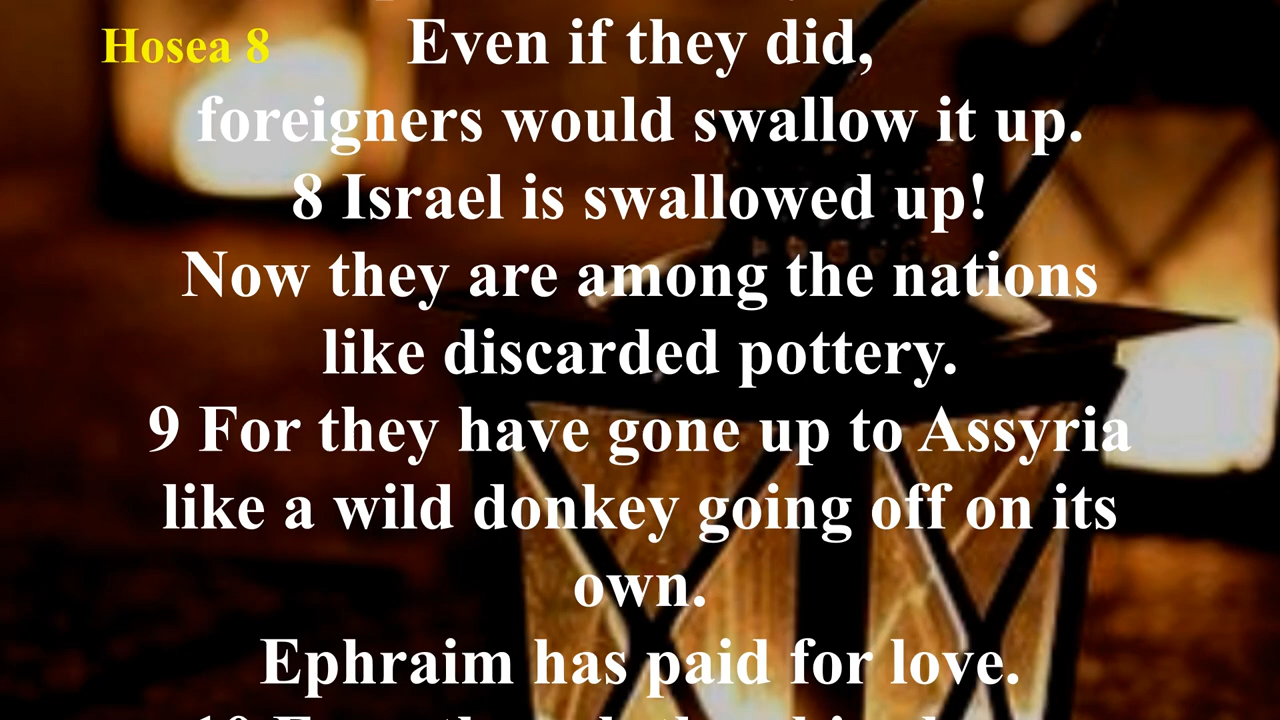 Hosea 8
Even if they did,
foreigners would swallow it up.
8 Israel is swallowed up!
Now they are among the nations
like discarded pottery.
9 For they have gone up to Assyria
like a wild donkey going off on its
own.
Ephraim has paid for love.